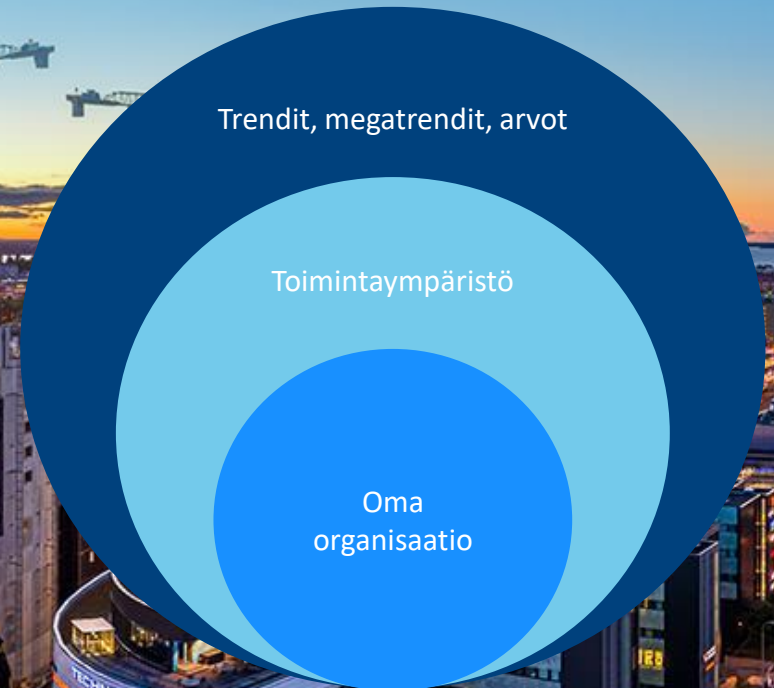 Trendit, megatrendit, arvot
Toimintaympäristö
Oma
organisaatio